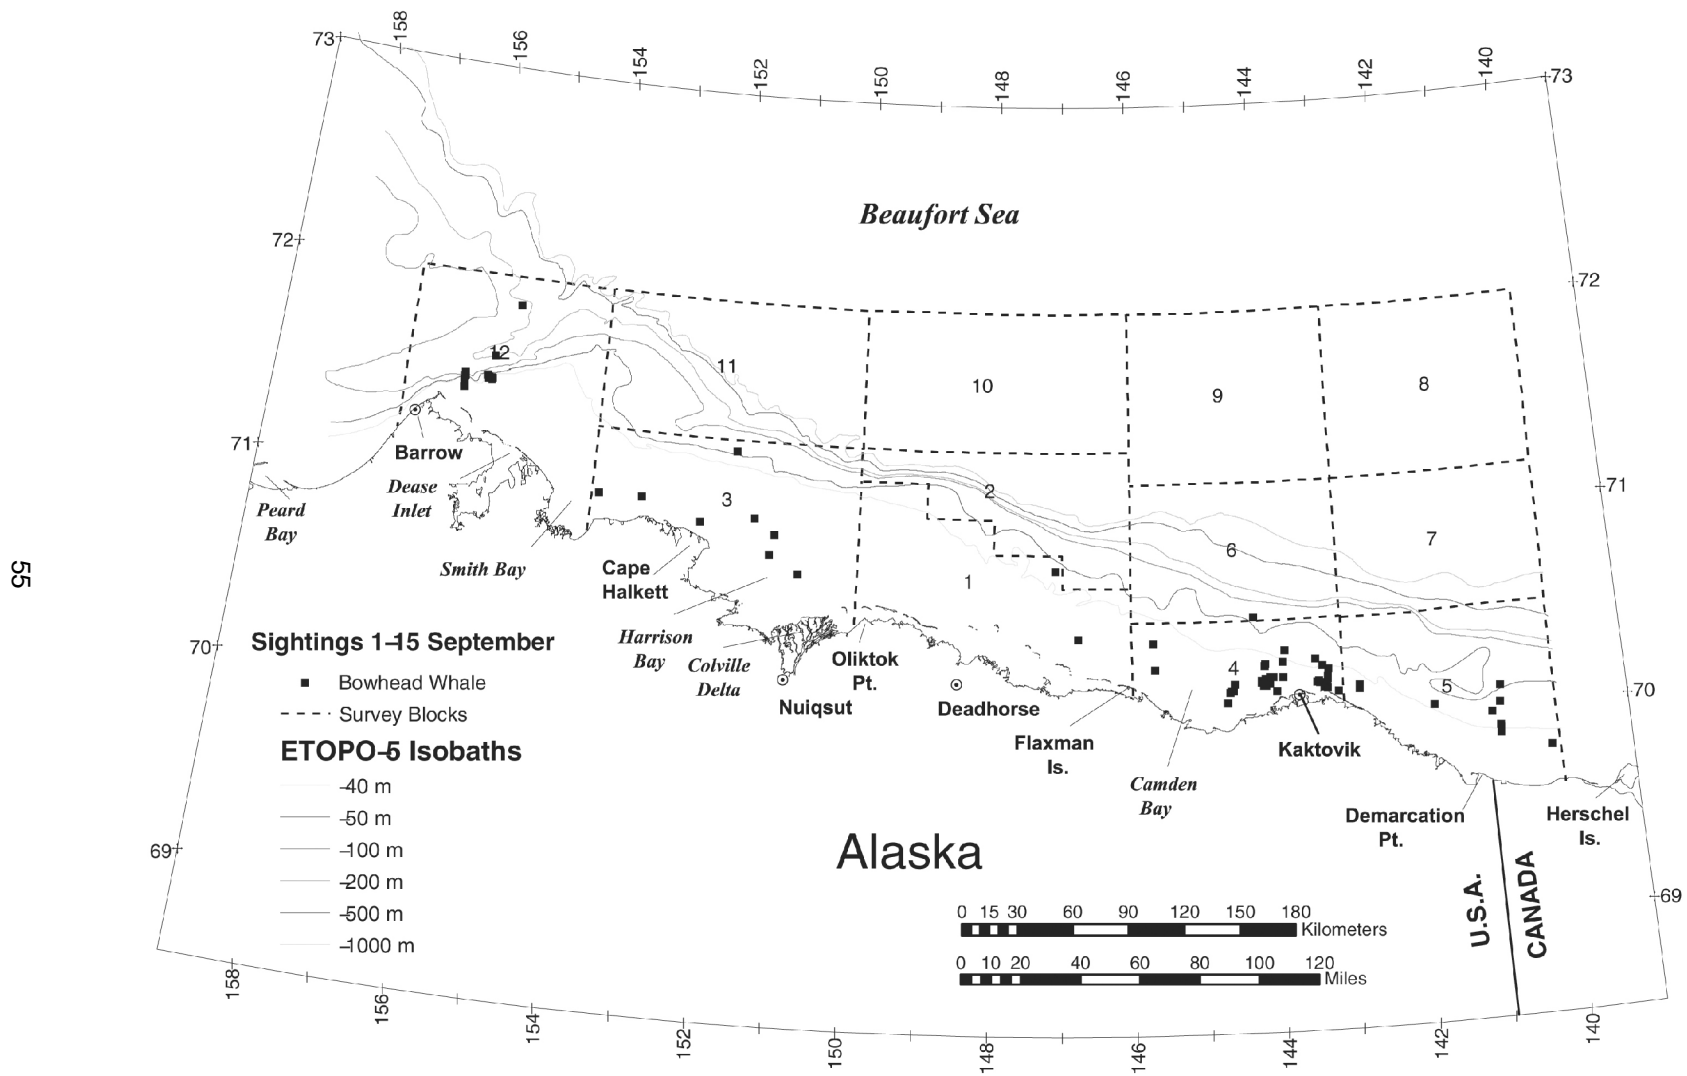 158
156
154
152
150
148
146
144
142
140
73
73
Beaufort Sea
72
72
12
11
10
9
8
71
71
Barrow
Dease
Inlet
Peard
Bay
Smith Bay
3
2
6
7
1
Cape
Halkett
Harrison
Bay
Colville
Delta
Nuiqsut
Oliktok
Pt.
Deadhorse
Flaxman
Is.
Camden
Bay
4
5
Kaktovik
Demarcation
Pt.
Herschel
Is.
70
70
55
Sightings 1-15 September
Bowhead Whale
Survey Blocks
ETOPO-5 Isobaths
-40 m
-50 m
-100 m
-200 m
-500 m
-1000 m
Alaska
U.S.A.
CANADA
69
69
0 15 30 60 90 120 150 180
Kilometers
0 10 20 40 60 80 100 120
Miles
158
156
154
152
150
148
146
144
142
140